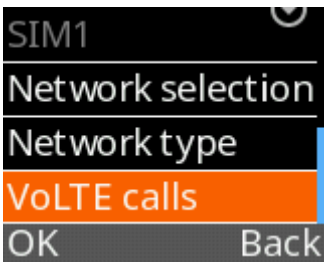 SIM1
Network selection
Network type
VoLTE calls
OK Back